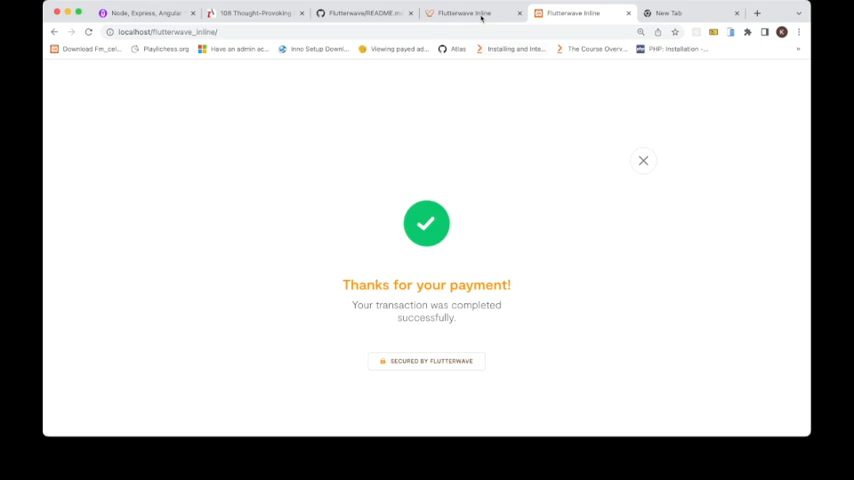 Node, Express, Angular
108 Thought-Provoking
Flutterwave/README.m
Flutterwave Inline
Flutterwave Inline
New Tab
localhost/flutterwave_inline/
K
Download Fm_cel...
Playlichess.org
Have an admin ac...
Inno Setup Downl...
Viewing payed ad...
Atlas
Installing and Inte...
The Course Overv...
PHP: Installation -...
»
Thanks for your payment!
Your transaction was completed
successfully.
SECURED BY FLUTTERWAVE